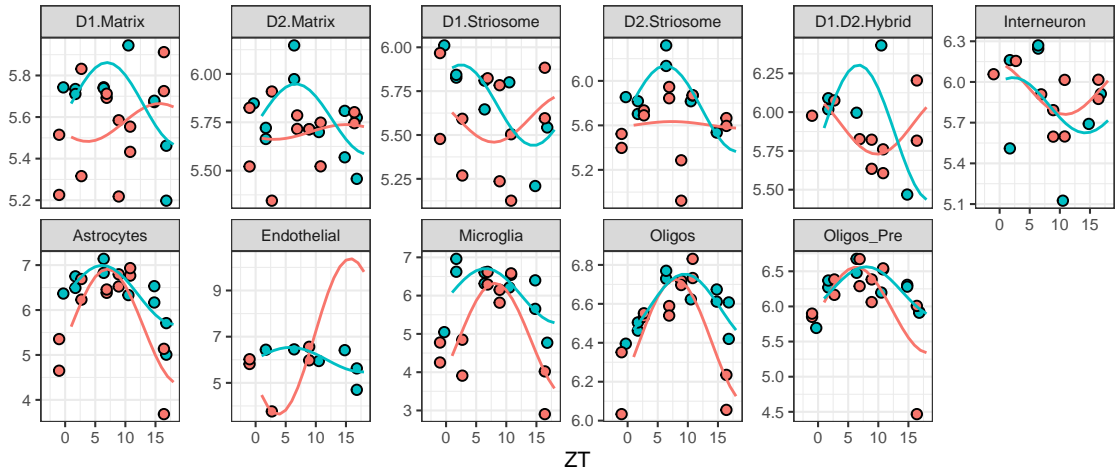 D1.Matrix D2.Matrix D1.Striosome D2.Striosome D1.D2.Hybrid Interneuron
5.8 5.6 5.4 5.2
6.00 5.75 5.50
6.00 5.75 5.50 5.25
6.0 5.6 5.2
6.25 6.00 5.75 5.50
6.3 6.0 5.7 5.4 5.1
0 5 10 15
Astrocytes Endothelial Microglia Oligos Oligos_Pre
7 6 5 4
9 7 5
7 6 5 4 3
6.8 6.6 6.4 6.2 6.0
6.5 6.0 5.5 5.0 4.5
0 5 10 15 0 5 10 15 0 5 10 15 0 5 10 15 0 5 10 15
ZT